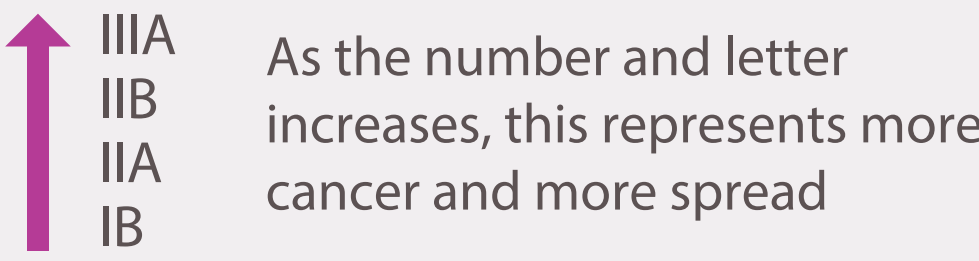 IIIA
IIB
IIA
IB
As the number and letter
increases, this represents more
cancer and more spread